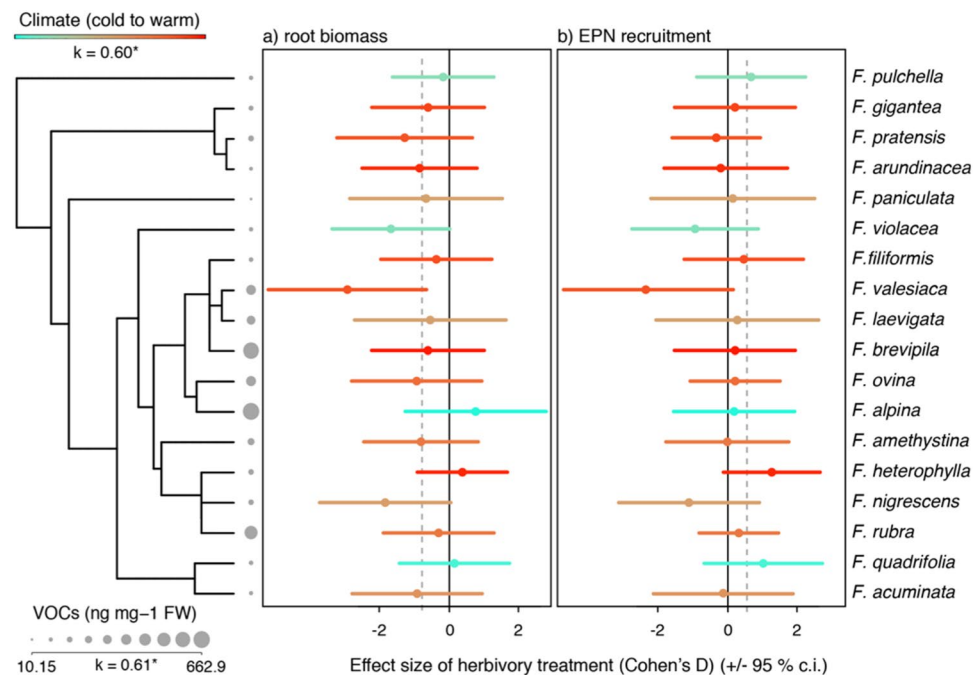 Climate (cold to warm)
k = 0.60*
a) root biomass
b) EPN recruitment
F. pulchella
F. gigantea
F. pratensis
F. arundinacea
F. paniculata
F. violacea
F.filiformis
F. valesiaca
F. laevigata
F. brevipila
F. ovina
F. alpina
F. amethystina
F. heterophylla
F. nigrescens
F. rubra
F. quadrifolia
F. acuminata
VOCs (ng mg−1 FW)
10.15 k = 0.61* 662.9
-2 0 2
-2 0 2
Effect size of herbivory treatment (Cohen's D) (+/- 95 % c.i.)